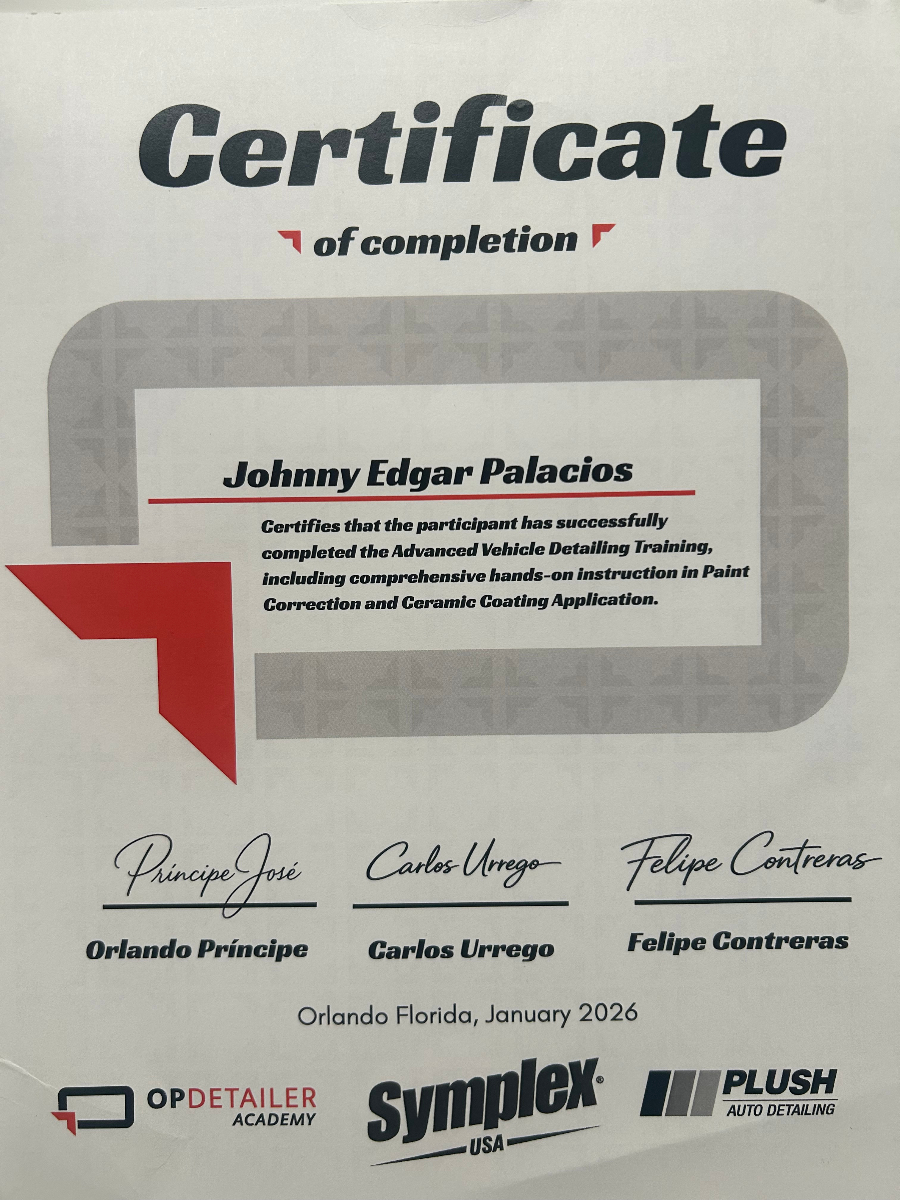 Certificate
of completion
Johnny Edgar Palacios
Certifies that the participant has successfully
completed the Advanced Vehicle Detailing Training,
including comprehensive hands-on instruction in Paint
Correction and Ceramic Coating Application.
Príncipe José Carlos Urrego Felipe Contreras
Orlando Príncipe Carlos Urrego Felipe Contreras
Orlando Florida, January 2026
OPDETAILER
ACADEMY
Symplex®
USA
PLUSH
AUTO DETAILING